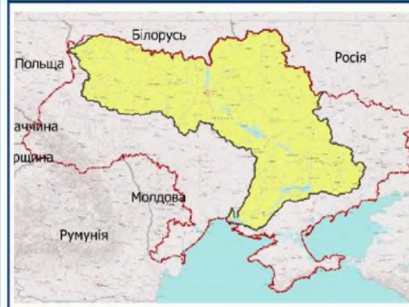 Білорусь
Росія
Польща
аччина
рщина
Молдова
Румунія